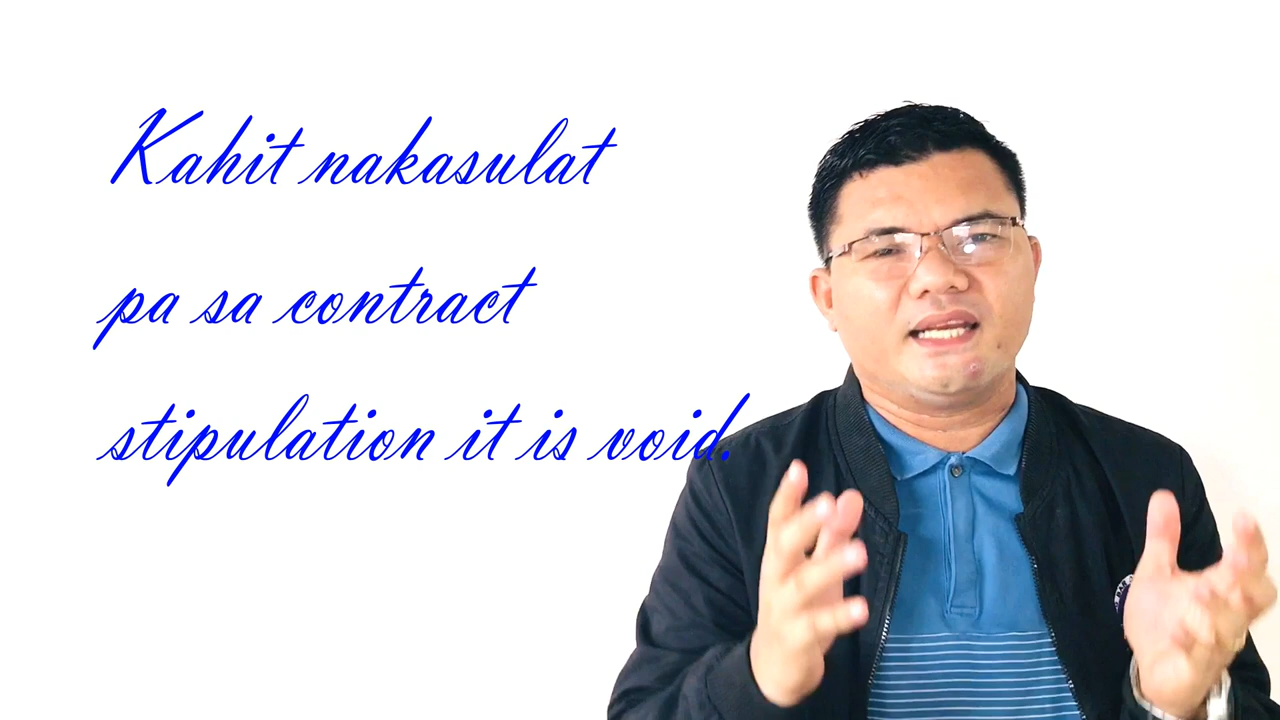 Kahit nakasulat
pa sa contract
stipulation it is void.